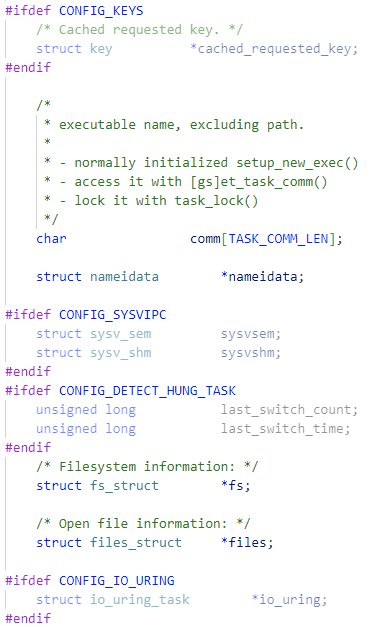 #ifdef CONFIG_KEYS
/* Cached requested key. */
struct key *cached_requested_key;
#endif
/*
* executable name, excluding path.
*
* - normally initialized setup_new_exec()
* - access it with [gs]et_task_comm()
* - lock it with task_lock()
*/
char comm[TASK_COMM_LEN];
struct nameidata *nameidata;
#ifdef CONFIG_SYSVIPC
struct sysv_sem sysvsem;
struct sysv_shm sysvshm;
#endif
#ifdef CONFIG_DETECT_HUNG_TASK
unsigned long last_switch_count;
unsigned long last_switch_time;
#endif
/* Filesystem information: */
struct fs_struct *fs;
/* Open file information: */
struct files_struct *files;
#ifdef CONFIG_IO_URING
struct io_uring_task *io_uring;
#endif